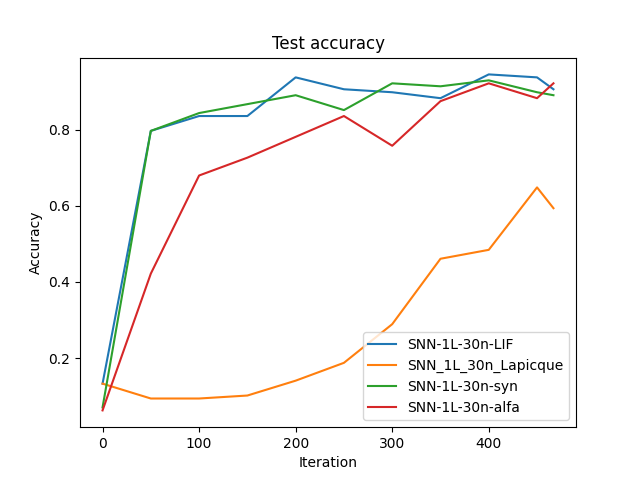 Test accuracy
Accuracy
0.8
0.6
0.4
0.2
0
100
200
300
400
Iteration
SNN-1L-30n-LIF
SNN_1L_30n_Lapicque
SNN-1L-30n-syn
SNN-1L-30n-alfa